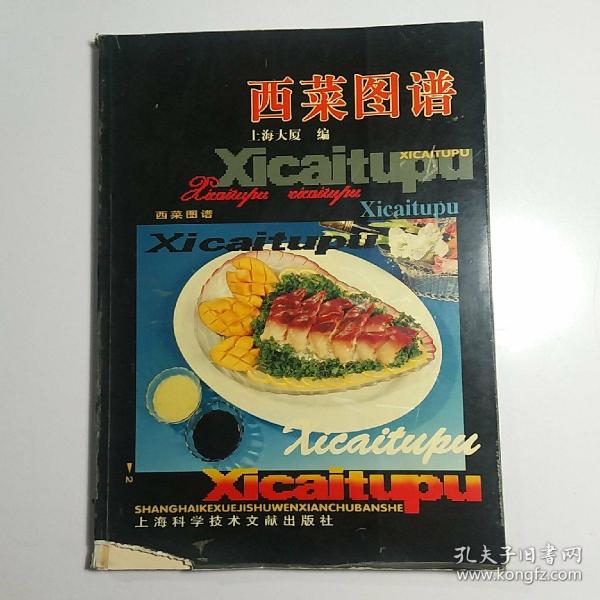 西菜图谱
上海大厦 编
Xicaitupu
XICAITUPU
Xicaitupu xicaitupu
Xicaitupu
西菜图谱
Xicaitupu
Xicaitupu
2
Xicaitupu
SHANGHAIKEXUEJISHUWENXIANCHUBANSHE
上海科学技术文献出版社
孔夫子旧书网
www.kongfz.com